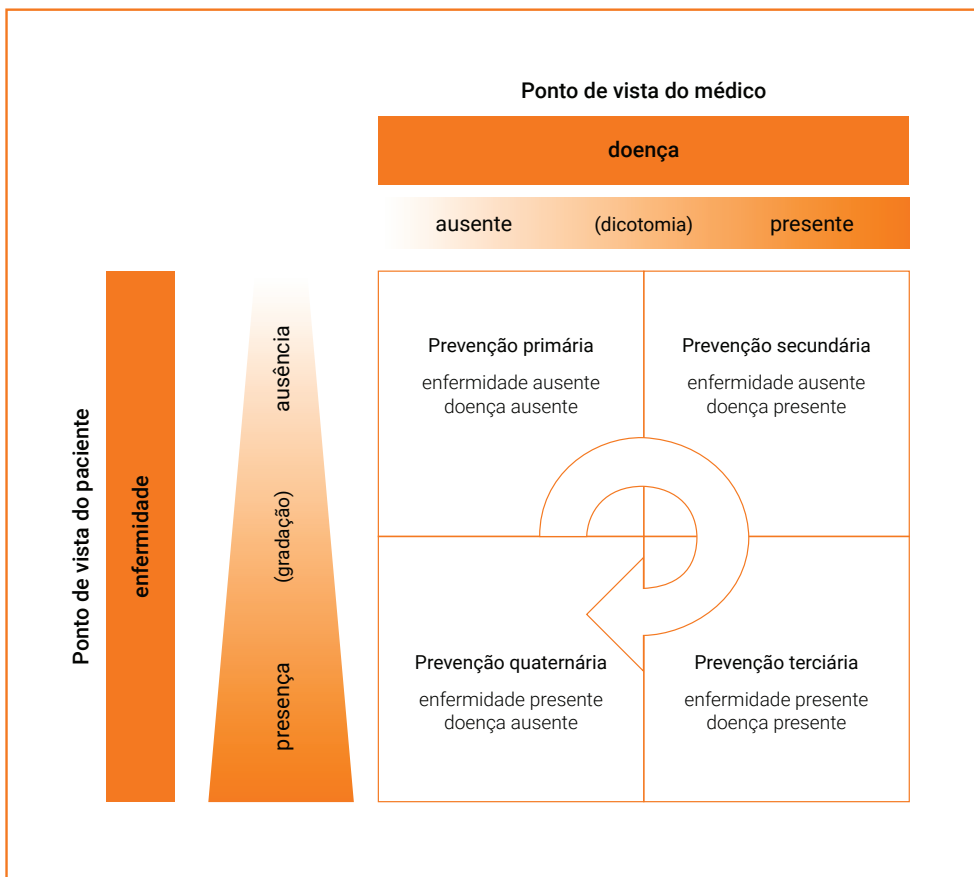 Ponto de vista do médico
doença
ausente (dicotomia) presente
Ponto de vista do paciente
enfermidade
ausência
(gradação)
presença
Prevenção primária
enfermidade ausente
doença ausente
Prevenção secundária
enfermidade ausente
doença presente
Prevenção quaternária
enfermidade presente
doença ausente
Prevenção terciária
enfermidade presente
doença presente